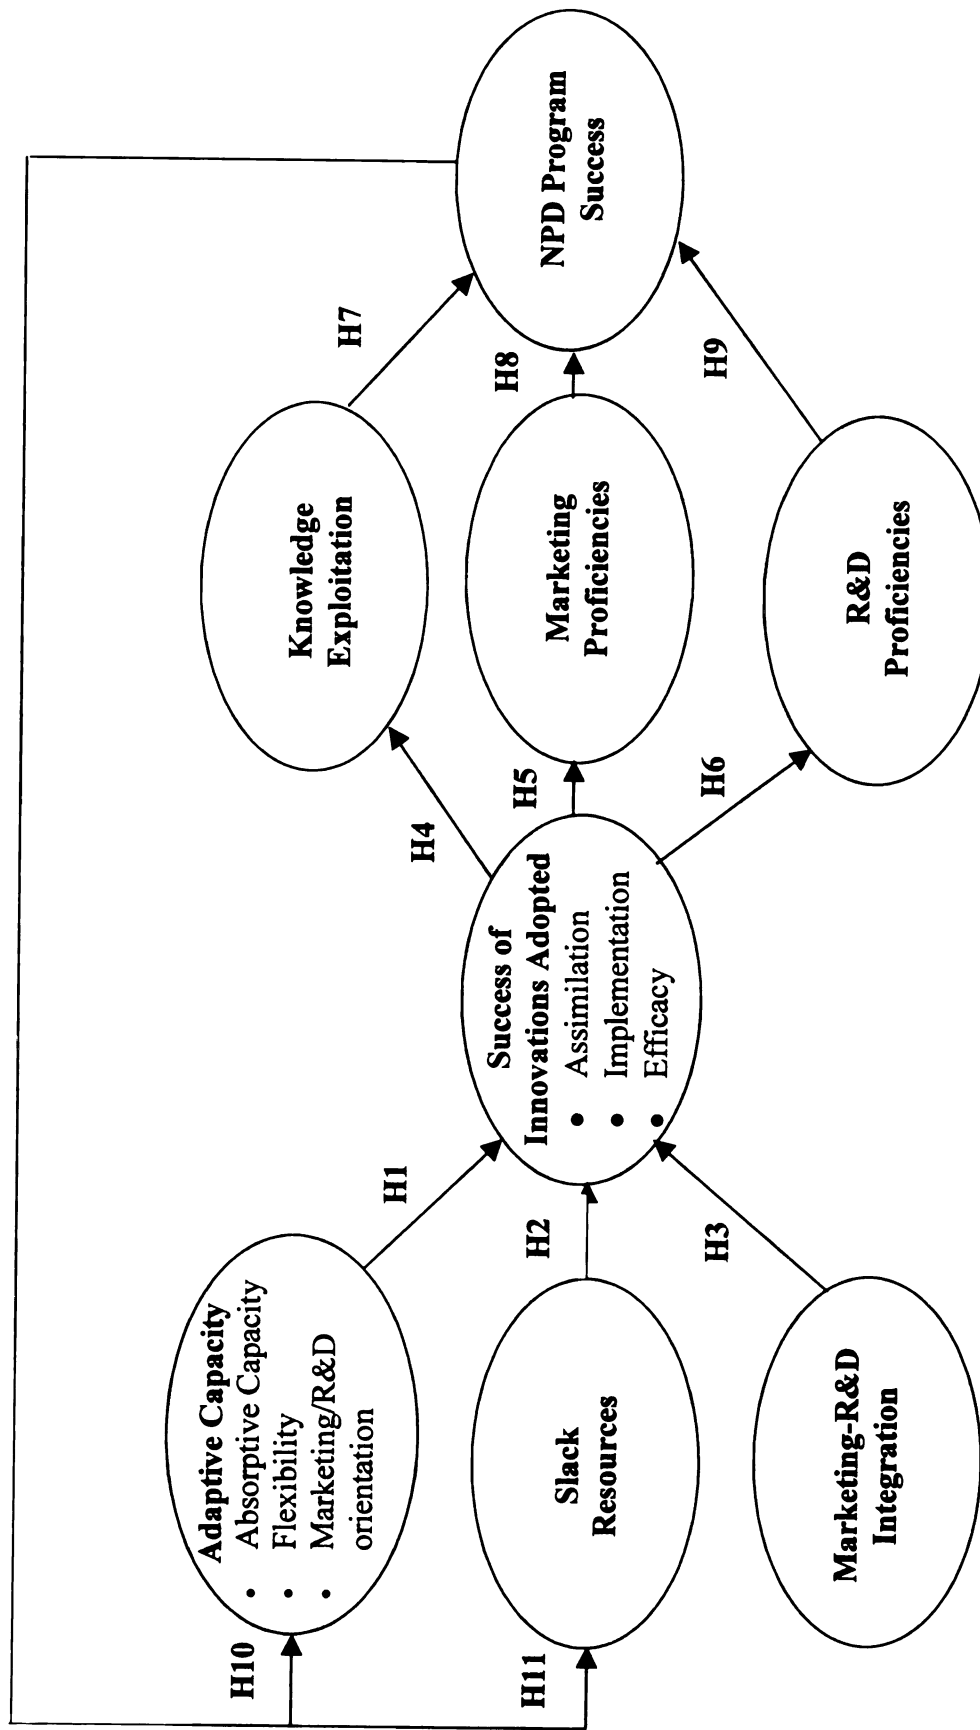 H10
H11
Adaptive Capacity
• Absorptive Capacity
• Flexibility
• Marketing/R&D
orientation
Slack
Resources
Marketing-R&D
Integration
H1
H2
H3
Success of
Innovations Adopted
• Assimilation
• Implementation
• Efficacy
H4
H5
H6
Knowledge
Exploitation
Marketing
Proficiencies
R&D
Proficiencies
H7
H8
H9
NPD Program
Success